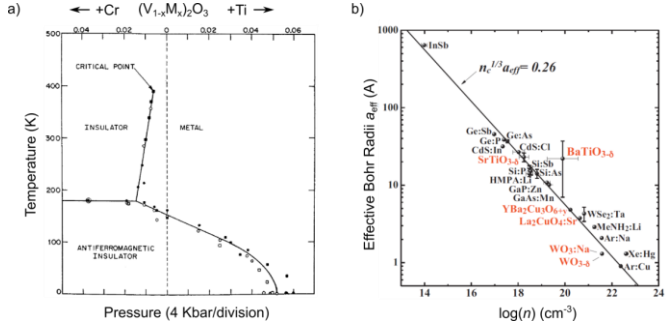 a)
← +Cr (V1-xMx)2O3 +Ti →
0.04 0.02 0 0.02 0.04 0.06
500
400
300
200
100
0
CRITICAL POINT
INSULATOR
METAL
ANTIFERROMAGNETIC
INSULATOR
Temperature (K)
Pressure (4 Kbar/division)
b)
Effective Bohr Radii aeff (A)
1000
100
10
1
InSb
nc1/3aeff= 0.26
Ge:Sb
Ge:As
Ge:P
CdS:In
CdS:Cl
SrTiO3-δ
BaTiO3-δ
Si:Sb
Si:P
Si:As
HMPA:Li
GaP:Zn
GaAs:Mn
YBa2Cu3O6+y
WSe2:Ta
La2CuO4:Sr
MeNH2:Li
Ar:Na
WO3:Na
Xe:Hg
WO3-δ
Ar:Cu
14 16 18 20 22 24
log(n) (cm-3)